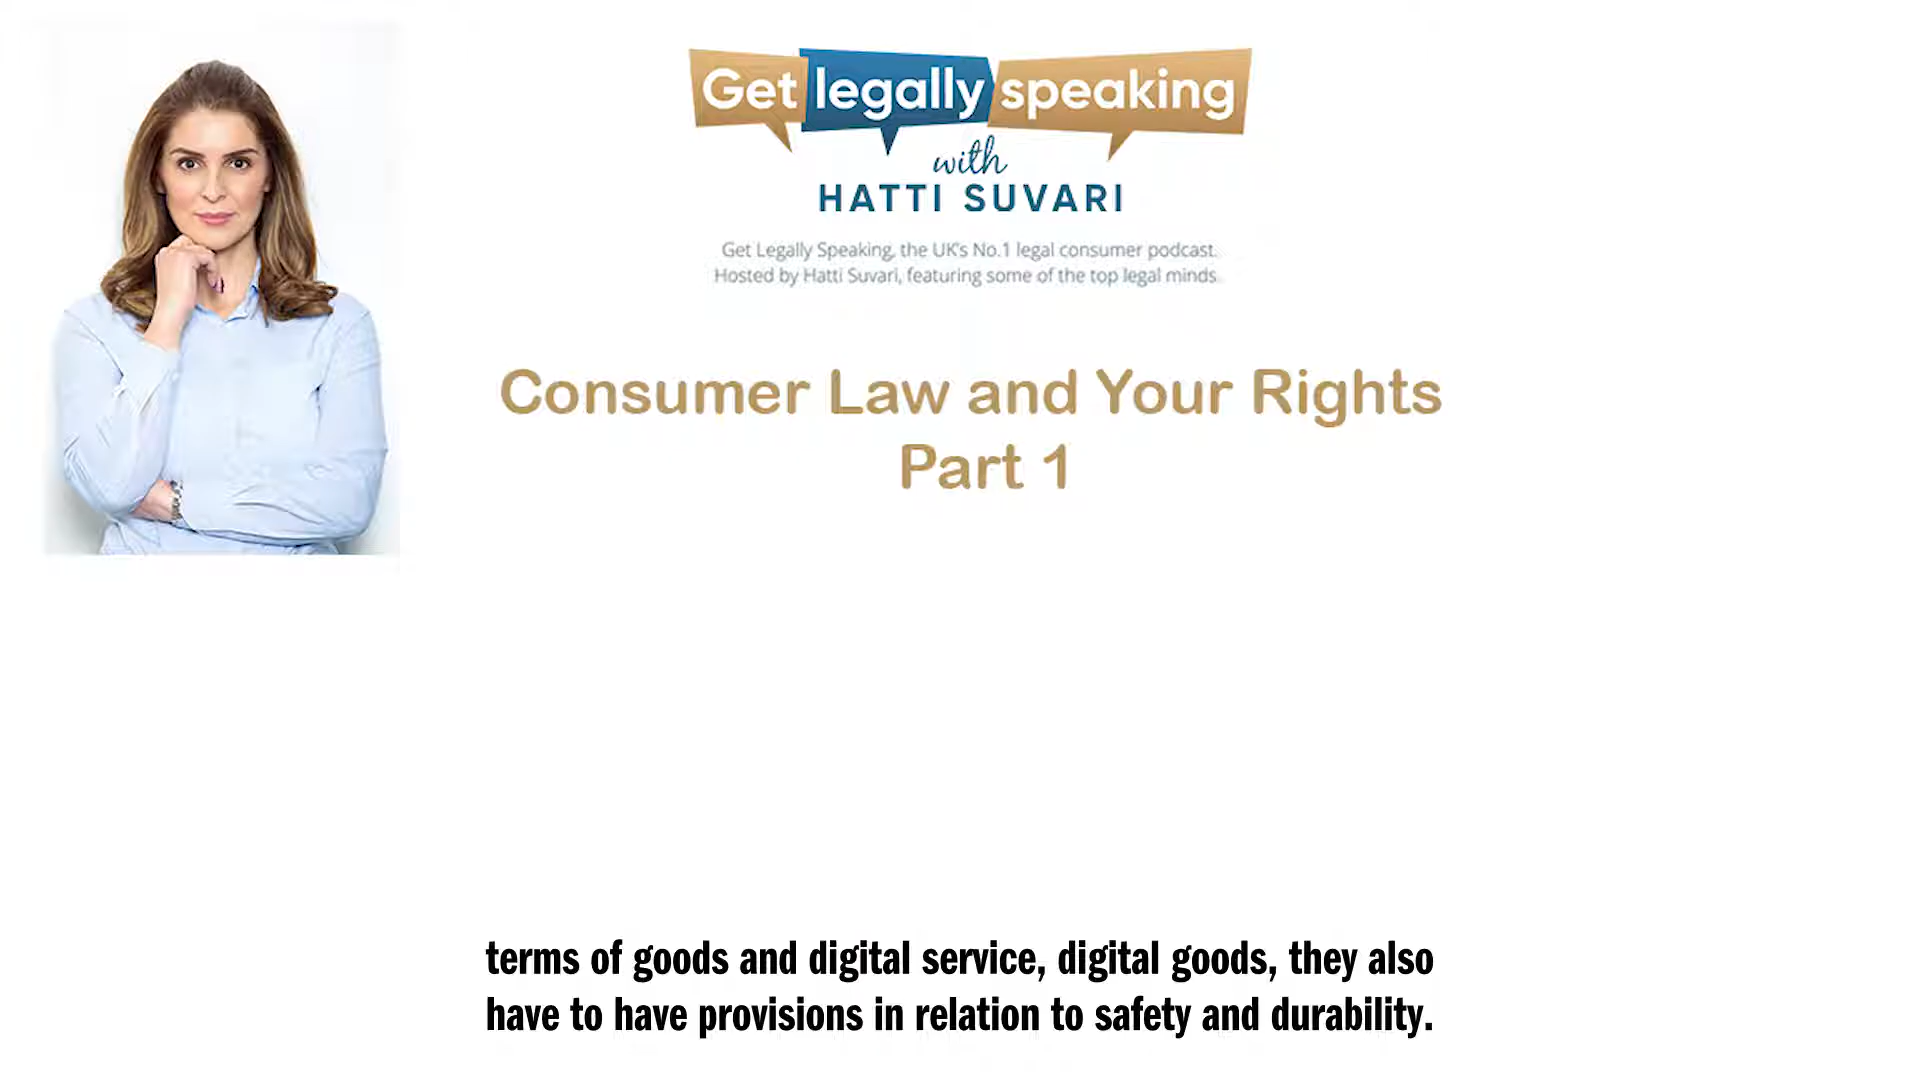 Get legally speaking
with
HATTI SUVARI
Get Legally Speaking, the UK's No.1 legal consumer podcast.
Hosted by Hatti Suvari, featuring some of the top legal minds.
Consumer Law and Your Rights
Part 1
terms of goods and digital service, digital goods, they also
have to have provisions in relation to safety and durability.